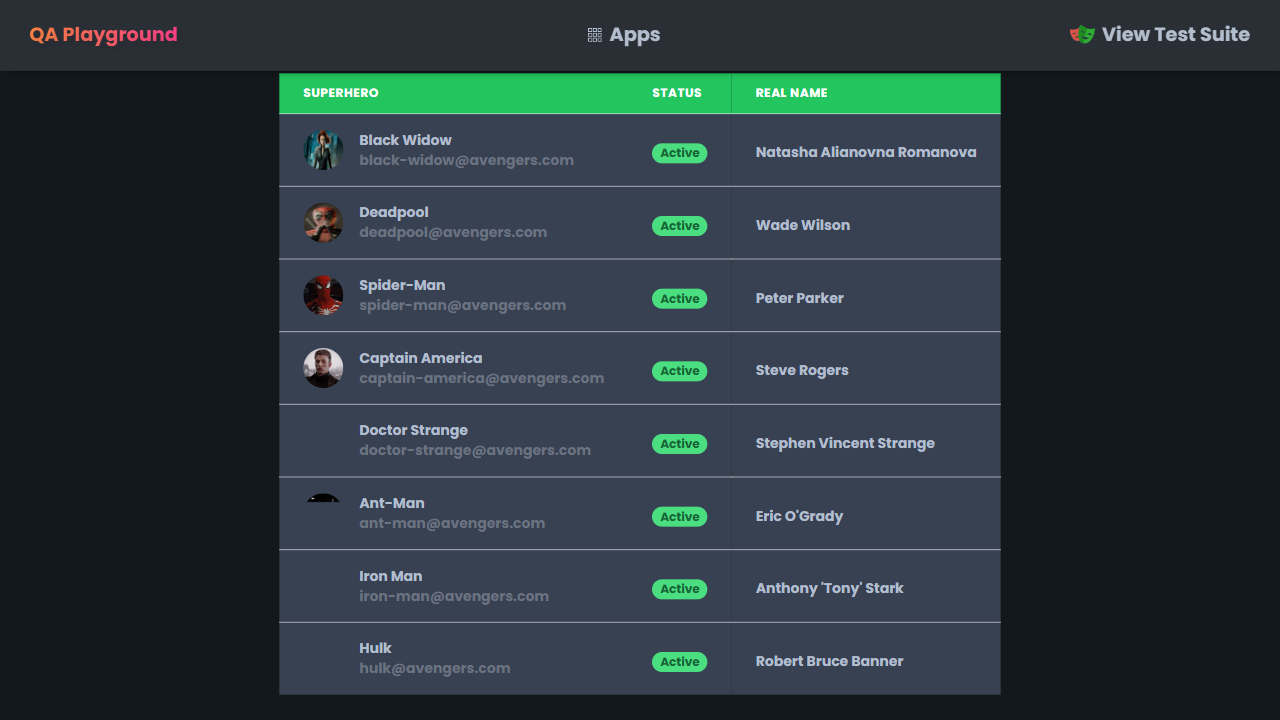 QA Playground
Apps
View Test Suite
SUPERHERO STATUS REAL NAME
Black Widow
black-widow@avengers.com
Active
Natasha Alianovna Romanova
Deadpool
deadpool@avengers.com
Active
Wade Wilson
Spider-Man
spider-man@avengers.com
Active
Peter Parker
Captain America
captain-america@avengers.com
Active
Steve Rogers
Doctor Strange
doctor-strange@avengers.com
Active
Stephen Vincent Strange
Ant-Man
ant-man@avengers.com
Active
Eric O'Grady
Iron Man
iron-man@avengers.com
Active
Anthony 'Tony' Stark
Hulk
hulk@avengers.com
Active
Robert Bruce Banner